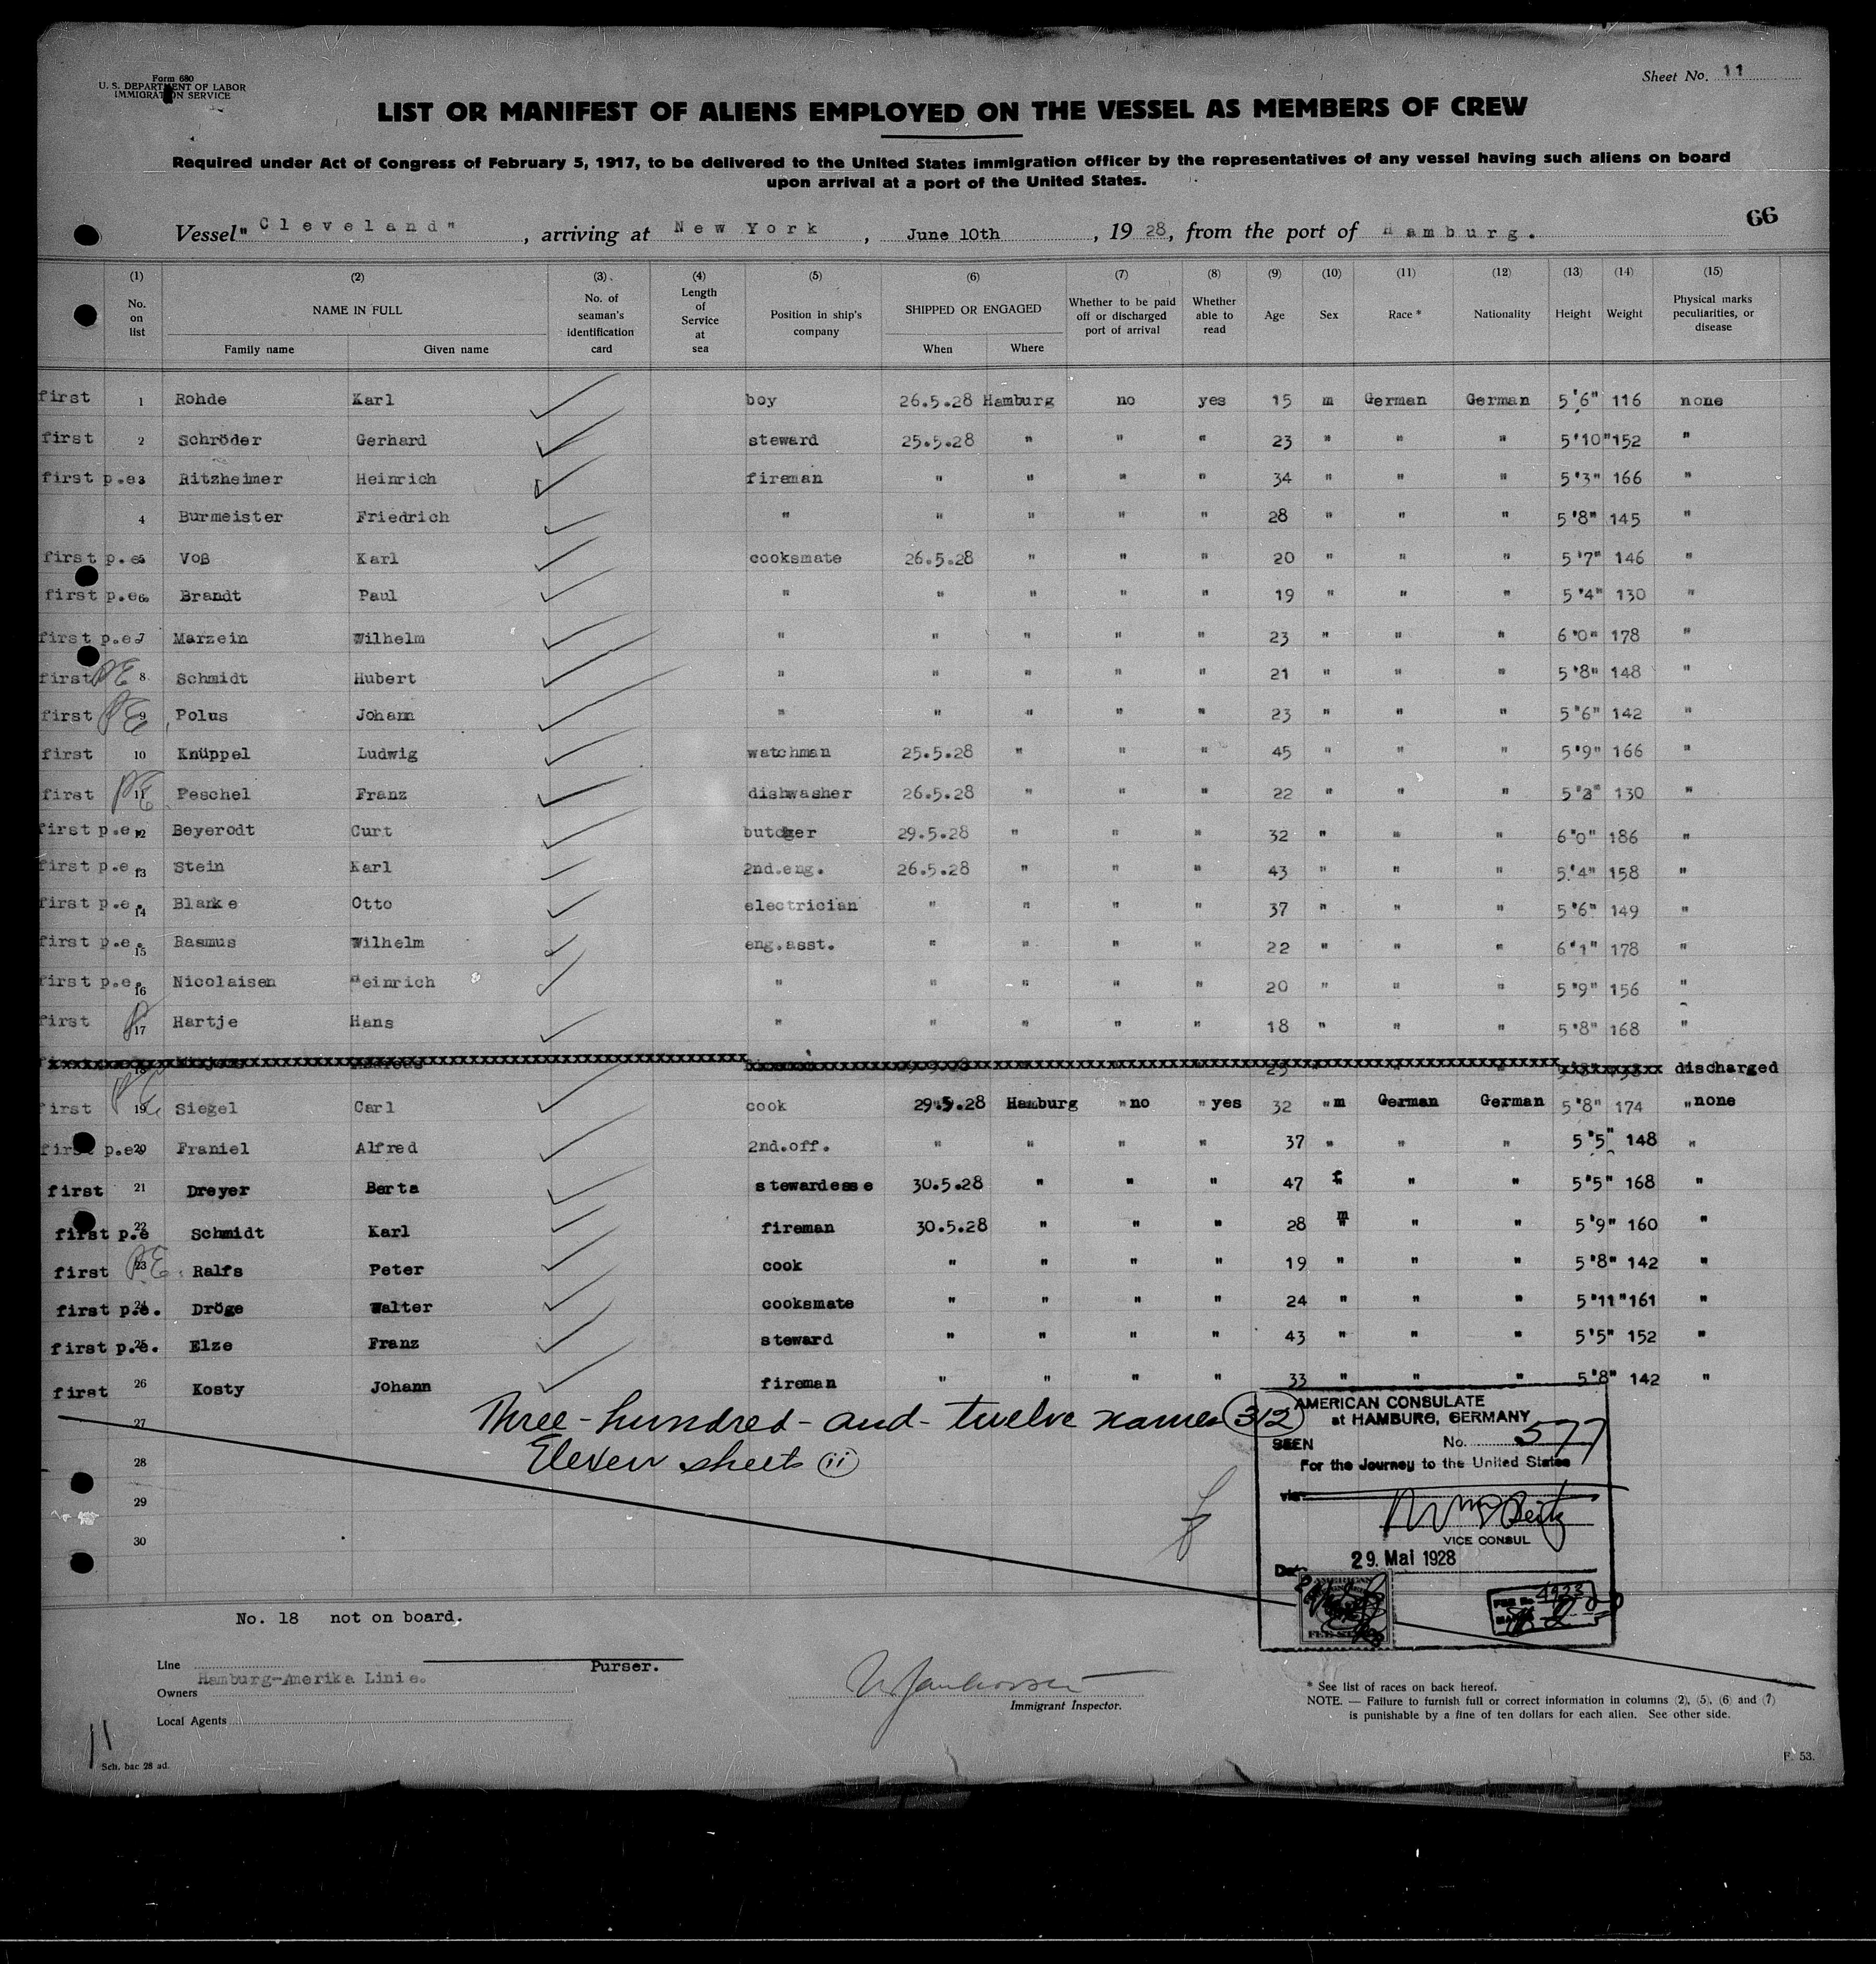 Form 680
U. S. DEPARTMENT OF LABOR
IMMIGRATION SERVICE
Sheet No. 11
LIST OR MANIFEST OF ALIENS EMPLOYED ON THE VESSEL AS MEMBERS OF CREW
Required under Act of Congress of February 5, 1917, to be delivered to the United States immigration officer by the representatives of any vessel having such aliens on board
upon arrival at a port of the United States.
66
Vessel "Cleveland", arriving at New York, June 10th, 1928, from the port of Hamburg.
(1) (2) (3) (4) (5) (6) (7) (8) (9) (10) (11) (12) (13) (14) (15)
No. on list NAME IN FULL Family name Given name No. of seaman's identification card Length of Service at sea Position in ship's company SHIPPED OR ENGAGED When Where Whether to be paid off or discharged port of arrival Whether able to read Age Sex Race * Nationality Height Weight Physical marks peculiarities, or disease
first 1 Rohde Karl boy 26.5.28 Hamburg no yes 15 m German German 5'6" 116 none
first 2 Schröder Gerhard steward 25.5.28 " " " 23 " " " 5'10" 152 "
first p.e. 3 Ritzheimer Heinrich fireman " " " " 34 " " " 5'3" 166 "
4 Burmeister Friedrich " " " " " 28 " " " 5'8" 145 "
first p.e. 5 Voß Karl cooksmate 26.5.28 " " " 20 " " " 5'7" 146 "
first p.e. 6 Brandt Paul " " " " " 19 " " " 5'4" 130 "
first p.e. 7 Marzein Wilhelm " " " " " 23 " " " 6'0" 178 "
first PE 8 Schmidt Hubert " " " " " 21 " " " 5'8" 148 "
first PE 9 Polus Johann " " " " " 23 " " " 5'6" 142 "
first 10 Knüppel Ludwig watchman 25.5.28 " " " 45 " " " 5'9" 166 "
first PE 11 Peschel Franz dishwasher 26.5.28 " " " 22 " " " 130 "
first p.e. 12 Beyerodt Curt 29.5.28 " " " 32 " " " 6'0" 186 "
first p.e. 13 Stein Karl 2nd.eng. 26.5.28 " " " 43 " " " 5'4" 158 "
first p.e. 14 Blanke Otto electrician " " " " 37 " " " 5'6" 149 "
first p.e. 15 Rasmus Wilhelm eng.asst. " " " " 22 " " " 6'1" 178 "
first p.e. 16 Nicolaisen Heinrich " " " " " 20 " " " 5'9" 156 "
first P 17 Hartje Hans " " " " " 18 " " " 5'8" 168 "
18 discharged
first PE 19 Siegel Carl cook 29.5.28 Hamburg "no "yes 32 "m German German 5'8" 174 "none
first p.e. 20 Franiel Alfred 2nd.off. " " " " 37 " " " 5'5" 148 "
first 21 Dreyer Berta stewardesse 30.5.28 " " " 47 f " " 5'5" 168 "
first p.e 22 Schmidt Karl fireman 30.5.28 " " " 28 m " " 5'9" 160 "
first PE 23 Ralfs Peter cook " " " " 19 " " " 5'8" 142 "
first p.e. 24 Dröge Walter cooksmate " " " " 24 " " " 5'11" 161 "
first p.e. 25 Elze Franz steward " " " " 43 " " " 5'5" 152 "
first 26 Kosty Johann fireman " " " " 33 " " " 5'8" 142 "
27
28
29
30
Three-hundred-and-twelve names 312
Eleven sheets 11
AMERICAN CONSULATE
at HAMBURG, GERMANY
SEEN No. 577
For the Journey to the United States
via
VICE CONSUL
29. Mai 1928
Date
No. 18 not on board.
Line
Purser.
Owners Hamburg-Amerika Linie.
Local Agents
Immigrant Inspector.
* See list of races on back hereof.
NOTE. — Failure to furnish full or correct information in columns (2), (5), (6) and (7)
is punishable by a fine of ten dollars for each alien. See other side.
11
Sch. bac 28 ad.
F. 53.